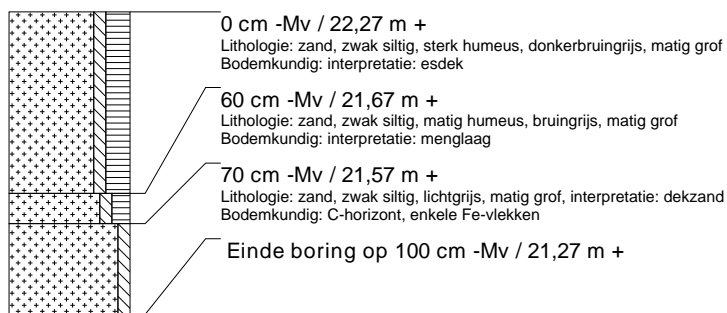 0 cm -Mv / 22,27 m +
Lithologie: zand, zwak siltig, sterk humeus, donkerbruingrijs, matig grof
Bodemkundig: interpretatie: esdek
60 cm -Mv / 21,67 m +
Lithologie: zand, zwak siltig, matig humeus, bruingrijs, matig grof
Bodemkundig: interpretatie: menglaag
70 cm -Mv / 21,57 m +
Lithologie: zand, zwak siltig, lichtgrijs, matig grof, interpretatie: dekzand
Bodemkundig: C-horizont, enkele Fe-vlekken
Einde boring op 100 cm -Mv / 21,27 m +